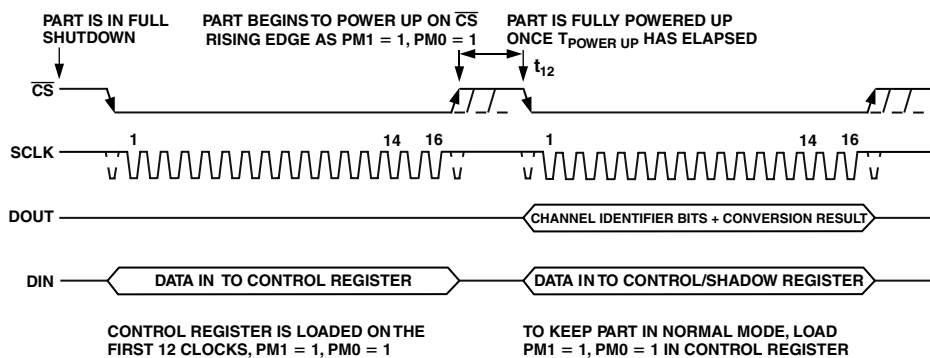 PART IS IN FULL
SHUTDOWN
PART BEGINS TO POWER UP ON CS
RISING EDGE AS PM1 = 1, PM0 = 1
PART IS FULLY POWERED UP
ONCE TPOWER UP HAS ELAPSED
t12
CS
SCLK
1
14
16
1
14
16
DOUT
CHANNEL IDENTIFIER BITS + CONVERSION RESULT
DIN
DATA IN TO CONTROL REGISTER
DATA IN TO CONTROL/SHADOW REGISTER
CONTROL REGISTER IS LOADED ON THE
FIRST 12 CLOCKS, PM1 = 1, PM0 = 1
TO KEEP PART IN NORMAL MODE, LOAD
PM1 = 1, PM0 = 1 IN CONTROL REGISTER